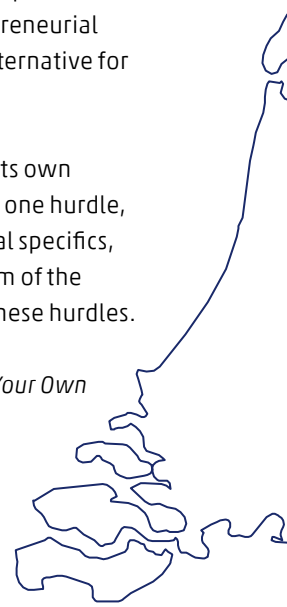 reneurial
ternative for
ts own
one hurdle,
al specifics,
m of the
hese hurdles.
Your Own